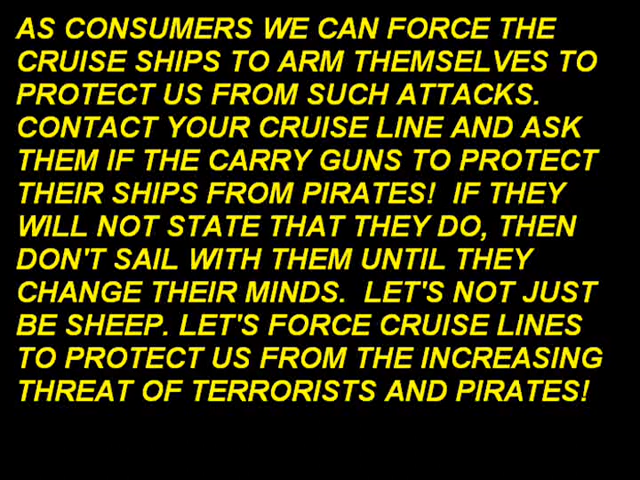 AS CONSUMERS WE CAN FORCE THE
CRUISE SHIPS TO ARM THEMSELVES TO
PROTECT US FROM SUCH ATTACKS.
CONTACT YOUR CRUISE LINE AND ASK
THEM IF THE CARRY GUNS TO PROTECT
THEIR SHIPS FROM PIRATES! IF THEY
WILL NOT STATE THAT THEY DO, THEN
DON'T SAIL WITH THEM UNTIL THEY
CHANGE THEIR MINDS. LET'S NOT JUST
BE SHEEP. LET'S FORCE CRUISE LINES
TO PROTECT US FROM THE INCREASING
THREAT OF TERRORISTS AND PIRATES!